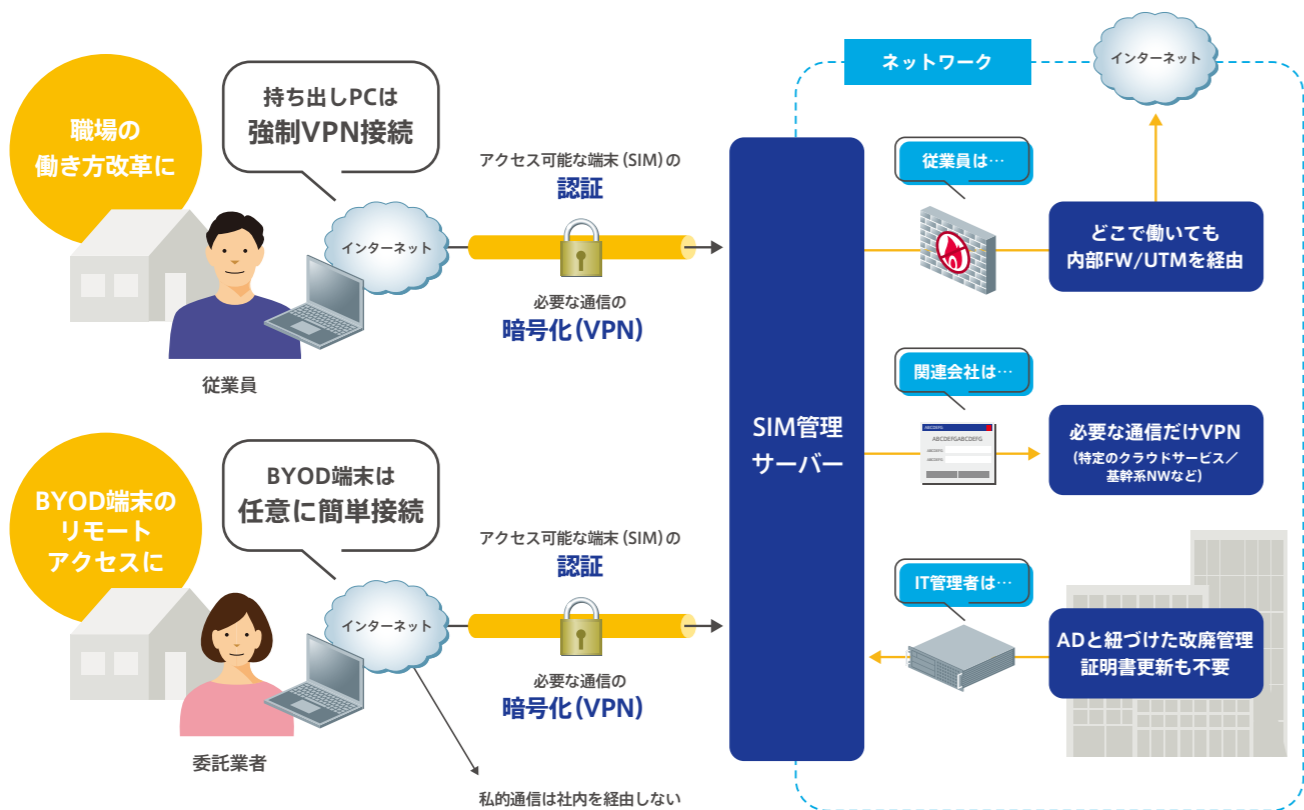 職場の
働き方改革に
持ち出しPCは
強制VPN接続
インターネット
従業員
アクセス可能な端末(SIM)の
認証
必要な通信の
暗号化(VPN)
BYOD端末の
リモート
アクセスに
BYOD端末は
任意に簡単接続
インターネット
委託業者
アクセス可能な端末(SIM)の
認証
必要な通信の
暗号化(VPN)
私的通信は社内を経由しない
SIM管理
サーバー
ネットワーク
インターネット
従業員は…
どこで働いても
内部FW/UTMを経由
関連会社は…
ABCDEFG
ABCDEFGABCDEFG
ABCDEFG
ABCDEFG
必要な通信だけVPN
(特定のクラウドサービス／
基幹系NWなど)
IT管理者は…
ADと紐づけた改廃管理
証明書更新も不要